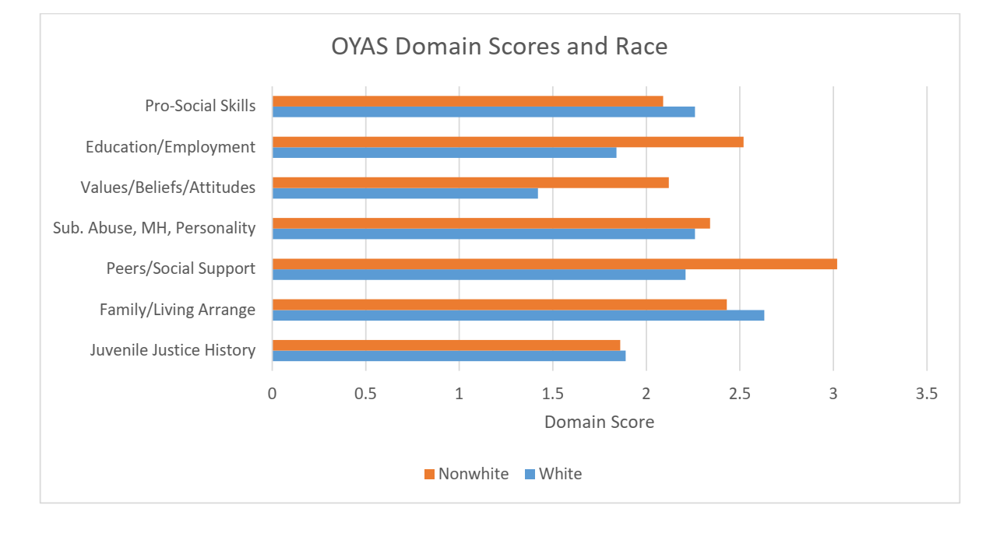 OYAS Domain Scores and Race
Pro-Social Skills
Education/Employment
Values/Beliefs/Attitudes
Sub. Abuse, MH, Personality
Peers/Social Support
Family/Living Arrange
Juvenile Justice History
0 0.5 1 1.5 2 2.5 3 3.5
Domain Score
Nonwhite White